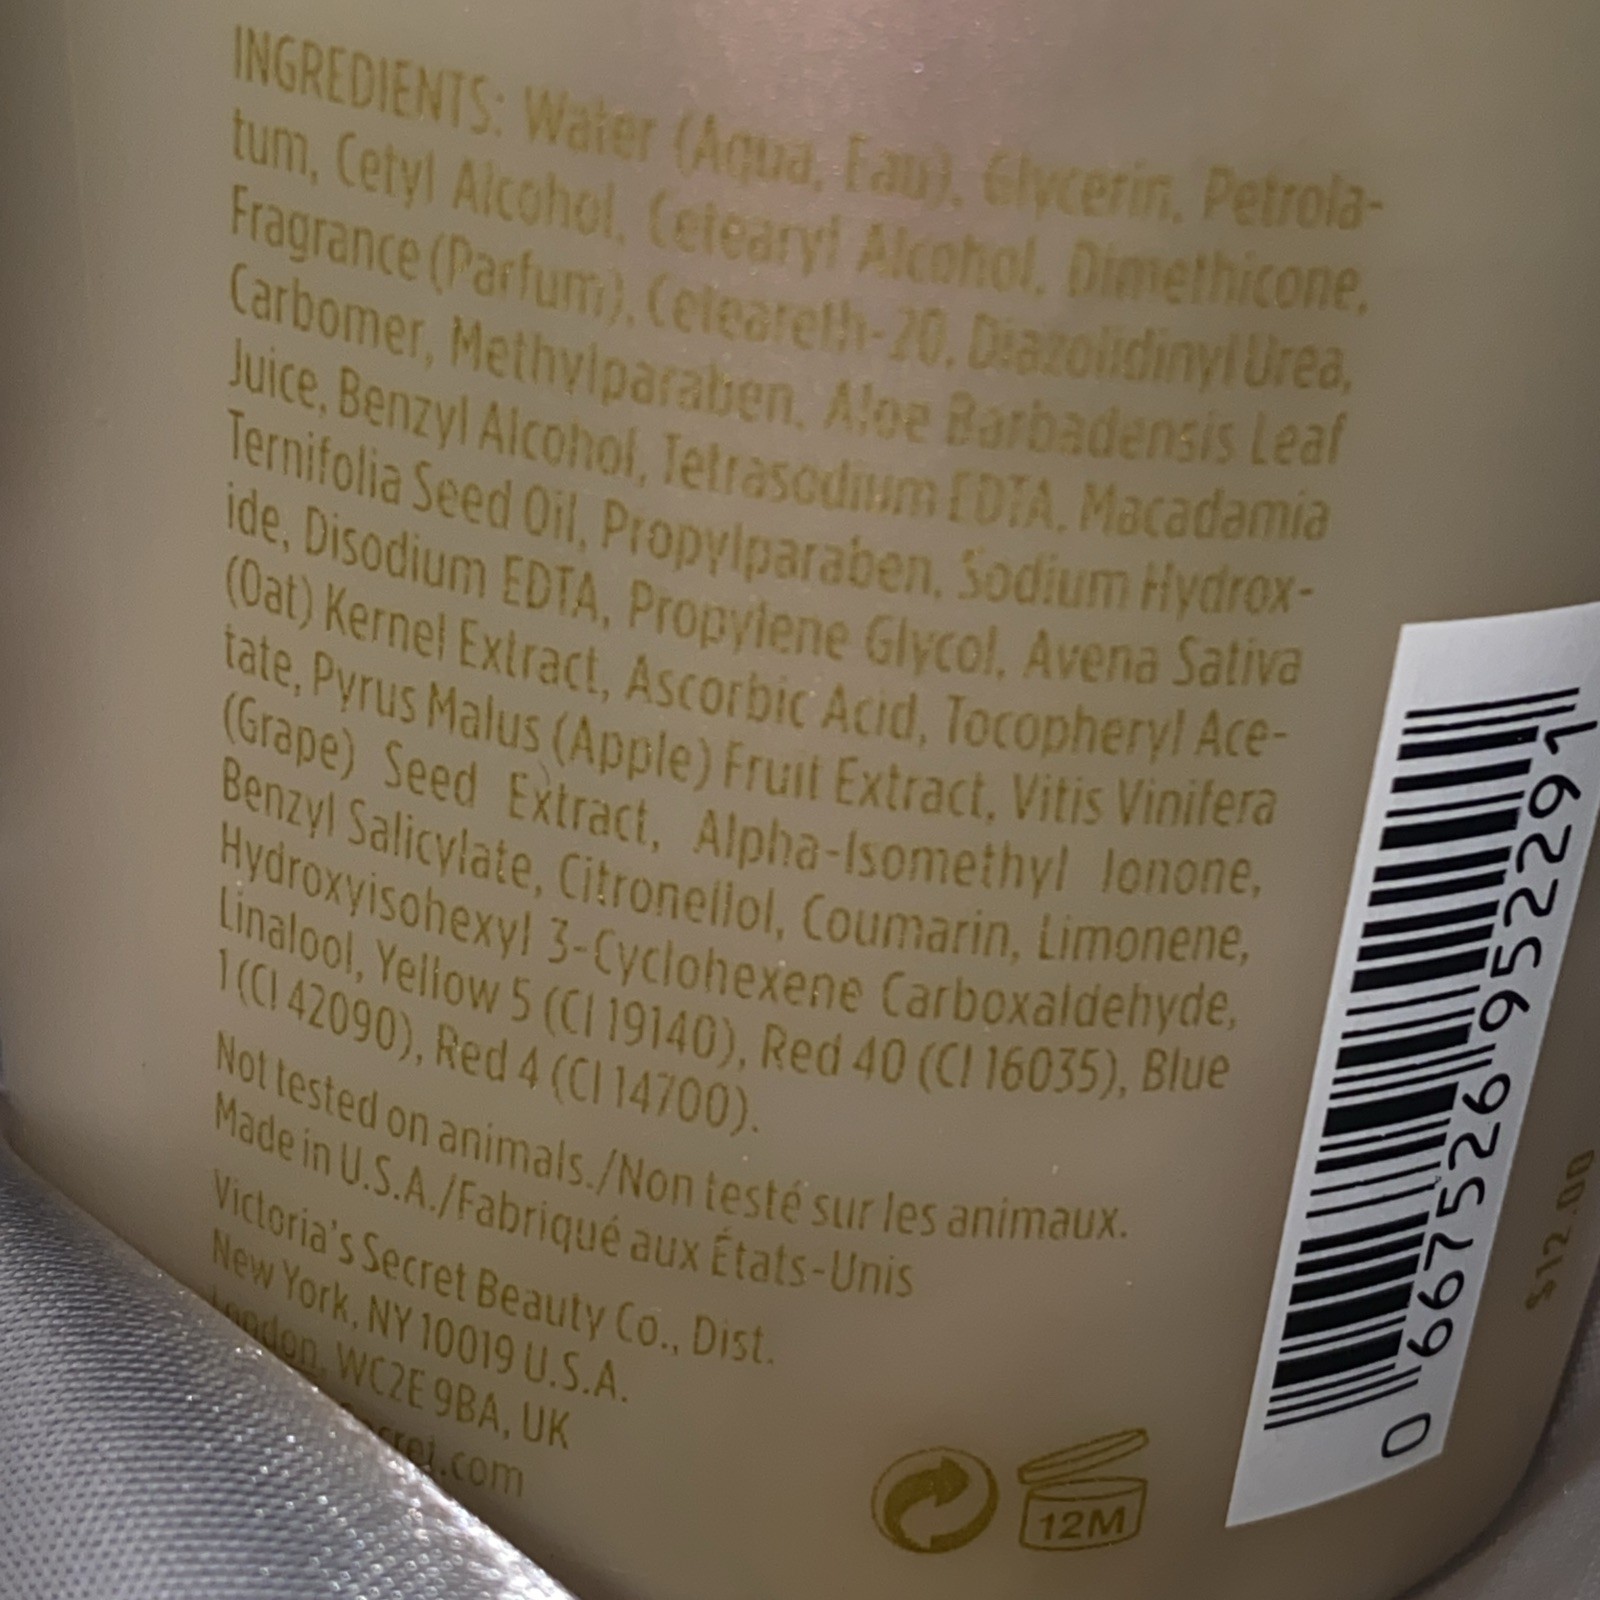 INGREDIENTS: Water (Aqua, Eau), Glycerin, Petrola-
tum, Cetyl Alcohol, Cetearyl Alcohol, Dimethicone,
Fragrance (Parfum), Ceteareth-20, Diazolidinyl Urea,
Carbomer, Methylparaben, Aloe Barbadensis Leaf
Juice, Benzyl Alcohol, Tetrasodium EDTA, Macadamia
Ternifolia Seed Oil, Propylparaben, Sodium Hydrox-
ide, Disodium EDTA, Propylene Glycol, Avena Sativa
(Oat) Kernel Extract, Ascorbic Acid, Tocopheryl Ace-
tate, Pyrus Malus (Apple) Fruit Extract, Vitis Vinifera
(Grape) Seed Extract, Alpha-Isomethyl Ionone,
Benzyl Salicylate, Citronellol, Coumarin, Limonene,
Hydroxyisohexyl 3-Cyclohexene Carboxaldehyde,
Linalool, Yellow 5 (CI 19140), Red 40 (CI 16035), Blue
1 (CI 42090), Red 4 (CI 14700).
Not tested on animals./Non testé sur les animaux.
Made in U.S.A./Fabriqué aux États-Unis
Victoria's Secret Beauty Co., Dist.
New York, NY 10019 U.S.A.
London, WC2E 9BA, UK
cret.com
12M
0 667526 952291
$12.00